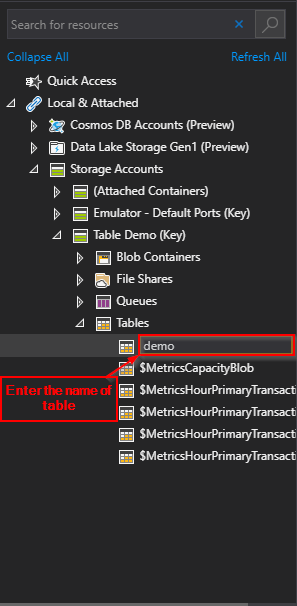 Search for resources
Collapse All Refresh All
Quick Access
Local & Attached
Cosmos DB Accounts (Preview)
Data Lake Storage Gen1 (Preview)
Storage Accounts
(Attached Containers)
Emulator - Default Ports (Key)
Table Demo (Key)
Blob Containers
File Shares
Queues
Tables
demo
$MetricsCapacityBlob
Enter the name of
table
$MetricsHourPrimaryTransacti
$MetricsHourPrimaryTransacti
$MetricsHourPrimaryTransacti
$MetricsHourPrimaryTransacti